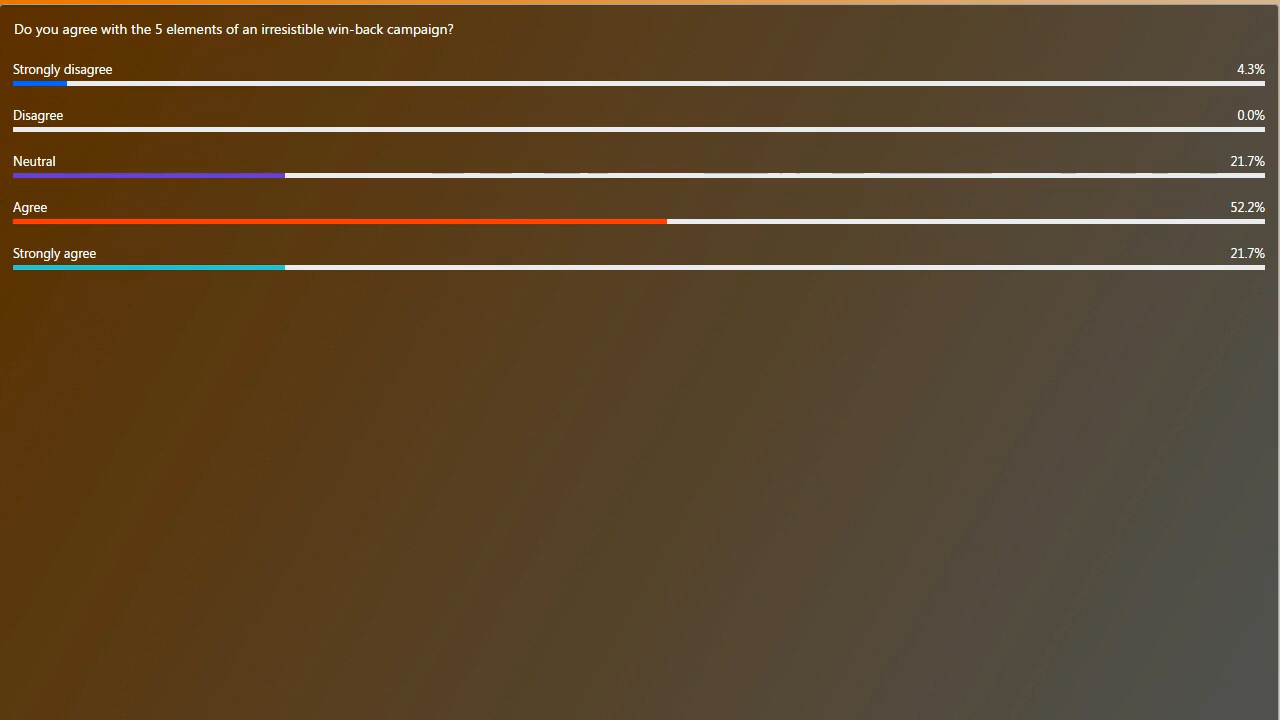 Do you agree with the 5 elements of an irresistible win-back campaign?
Strongly disagree 4.3%
Disagree 0.0%
Neutral 21.7%
Agree 52.2%
Strongly agree 21.7%